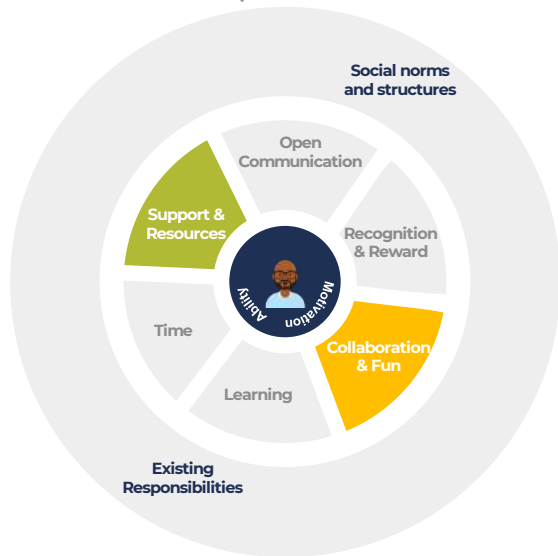 Social norms
and structures
Open
Communication
Support &
Resources
Recognition
& Reward
Ability
Motivation
Time
Collaboration
& Fun
Learning
Existing
Responsibilities